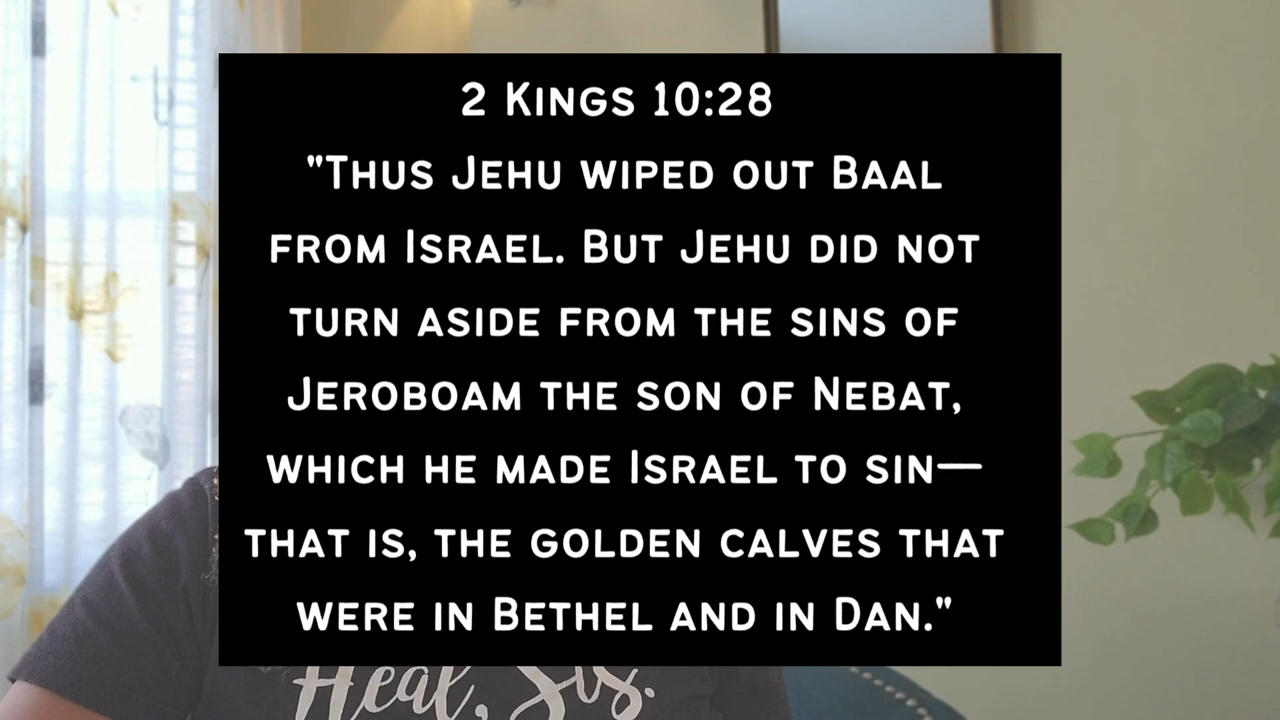 2 Kings 10:28
"Thus Jehu wiped out Baal
from Israel. But Jehu did not
turn aside from the sins of
Jeroboam the son of Nebat,
which he made Israel to sin—
that is, the golden calves that
were in Bethel and in Dan."
Heal, Sis.